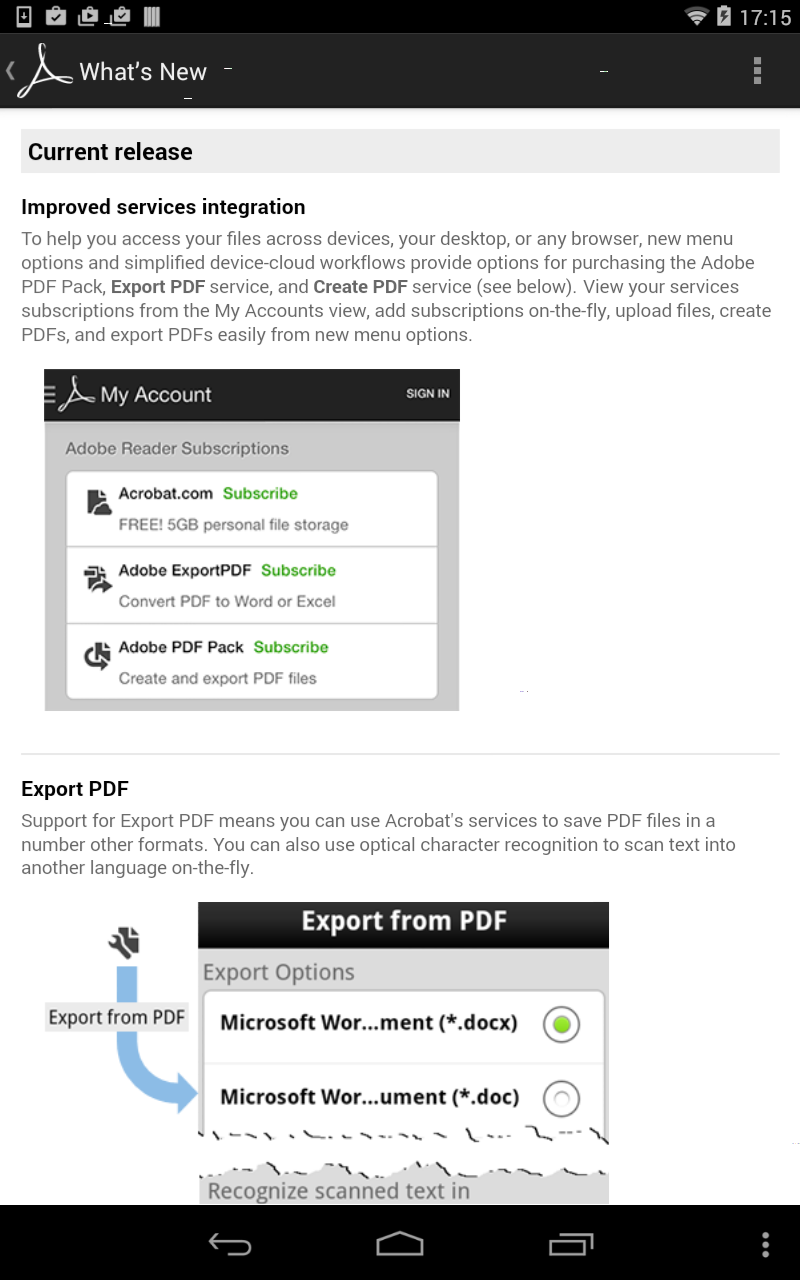 17:15
What's New
Current release
Improved services integration
To help you access your files across devices, your desktop, or any browser, new menu
options and simplified device-cloud workflows provide options for purchasing the Adobe
PDF Pack, Export PDF service, and Create PDF service (see below). View your services
subscriptions from the My Accounts view, add subscriptions on-the-fly, upload files, create
PDFs, and export PDFs easily from new menu options.
My Account
SIGN IN
Adobe Reader Subscriptions
Acrobat.com Subscribe
FREE! 5GB personal file storage
Adobe ExportPDF Subscribe
Convert PDF to Word or Excel
Adobe PDF Pack Subscribe
Create and export PDF files
Export PDF
Support for Export PDF means you can use Acrobat's services to save PDF files in a
number other formats. You can also use optical character recognition to scan text into
another language on-the-fly.
Export from PDF
Export Options
Export from PDF
Microsoft Wor...ment (*.docx)
Microsoft Wor...ument (*.doc)
Recognize scanned text in